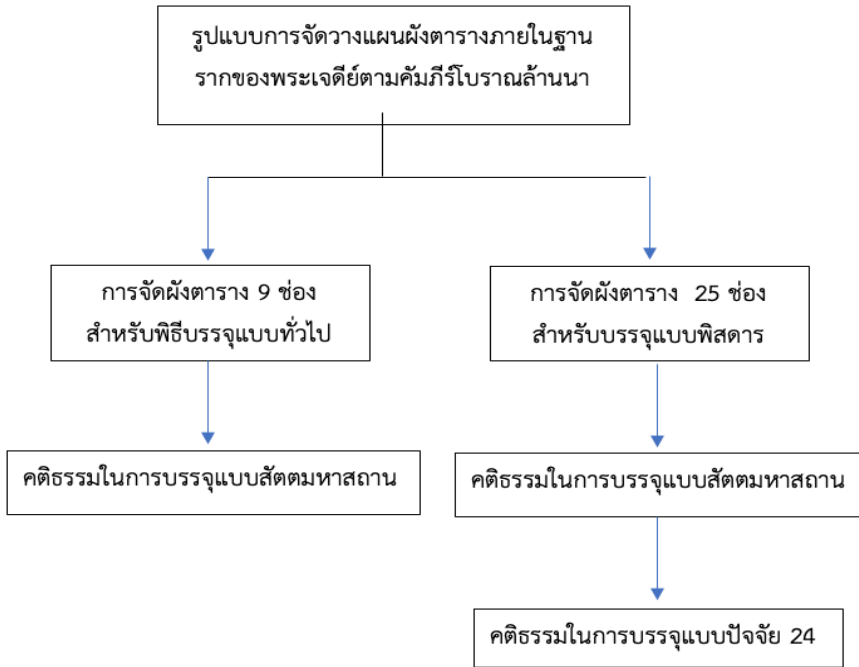 รูปแบบการจัดวางแผนผังตารางภายในฐาน
รากของพระเจดีย์ตามคัมภีร์โบราณล้านนา
การจัดผังตาราง 9 ช่อง
สำหรับพิธีบรรจุแบบทั่วไป
การจัดผังตาราง 25 ช่อง
สำหรับบรรจุแบบพิสดาร
คติธรรมในการบรรจุแบบสัตตมหาสถาน
คติธรรมในการบรรจุแบบสัตตมหาสถาน
คติธรรมในการบรรจุแบบปัจจัย 24